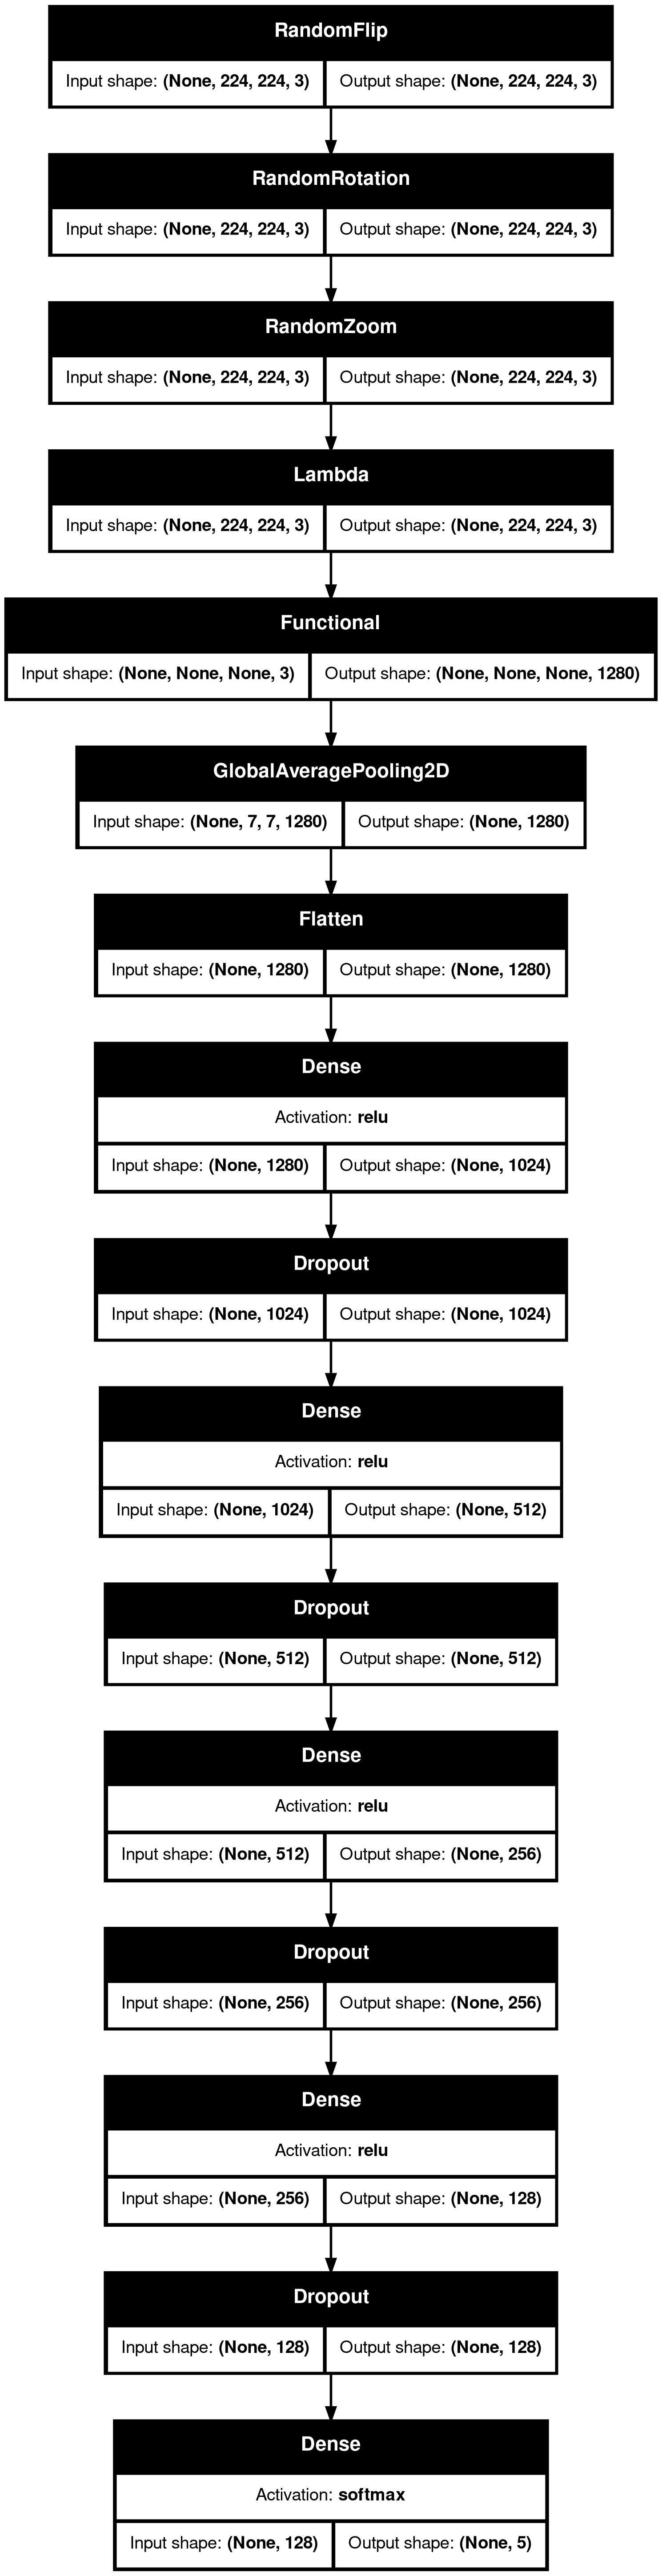 RandomFlip
Input shape: (None, 224, 224, 3) Output shape: (None, 224, 224, 3)
RandomRotation
Input shape: (None, 224, 224, 3) Output shape: (None, 224, 224, 3)
RandomZoom
Input shape: (None, 224, 224, 3) Output shape: (None, 224, 224, 3)
Lambda
Input shape: (None, 224, 224, 3) Output shape: (None, 224, 224, 3)
Functional
Input shape: (None, None, None, 3) Output shape: (None, None, None, 1280)
GlobalAveragePooling2D
Input shape: (None, 7, 7, 1280) Output shape: (None, 1280)
Flatten
Input shape: (None, 1280) Output shape: (None, 1280)
Dense
Activation: relu
Input shape: (None, 1280) Output shape: (None, 1024)
Dropout
Input shape: (None, 1024) Output shape: (None, 1024)
Dense
Activation: relu
Input shape: (None, 1024) Output shape: (None, 512)
Dropout
Input shape: (None, 512) Output shape: (None, 512)
Dense
Activation: relu
Input shape: (None, 512) Output shape: (None, 256)
Dropout
Input shape: (None, 256) Output shape: (None, 256)
Dense
Activation: relu
Input shape: (None, 256) Output shape: (None, 128)
Dropout
Input shape: (None, 128) Output shape: (None, 128)
Dense
Activation: softmax
Input shape: (None, 128) Output shape: (None, 5)